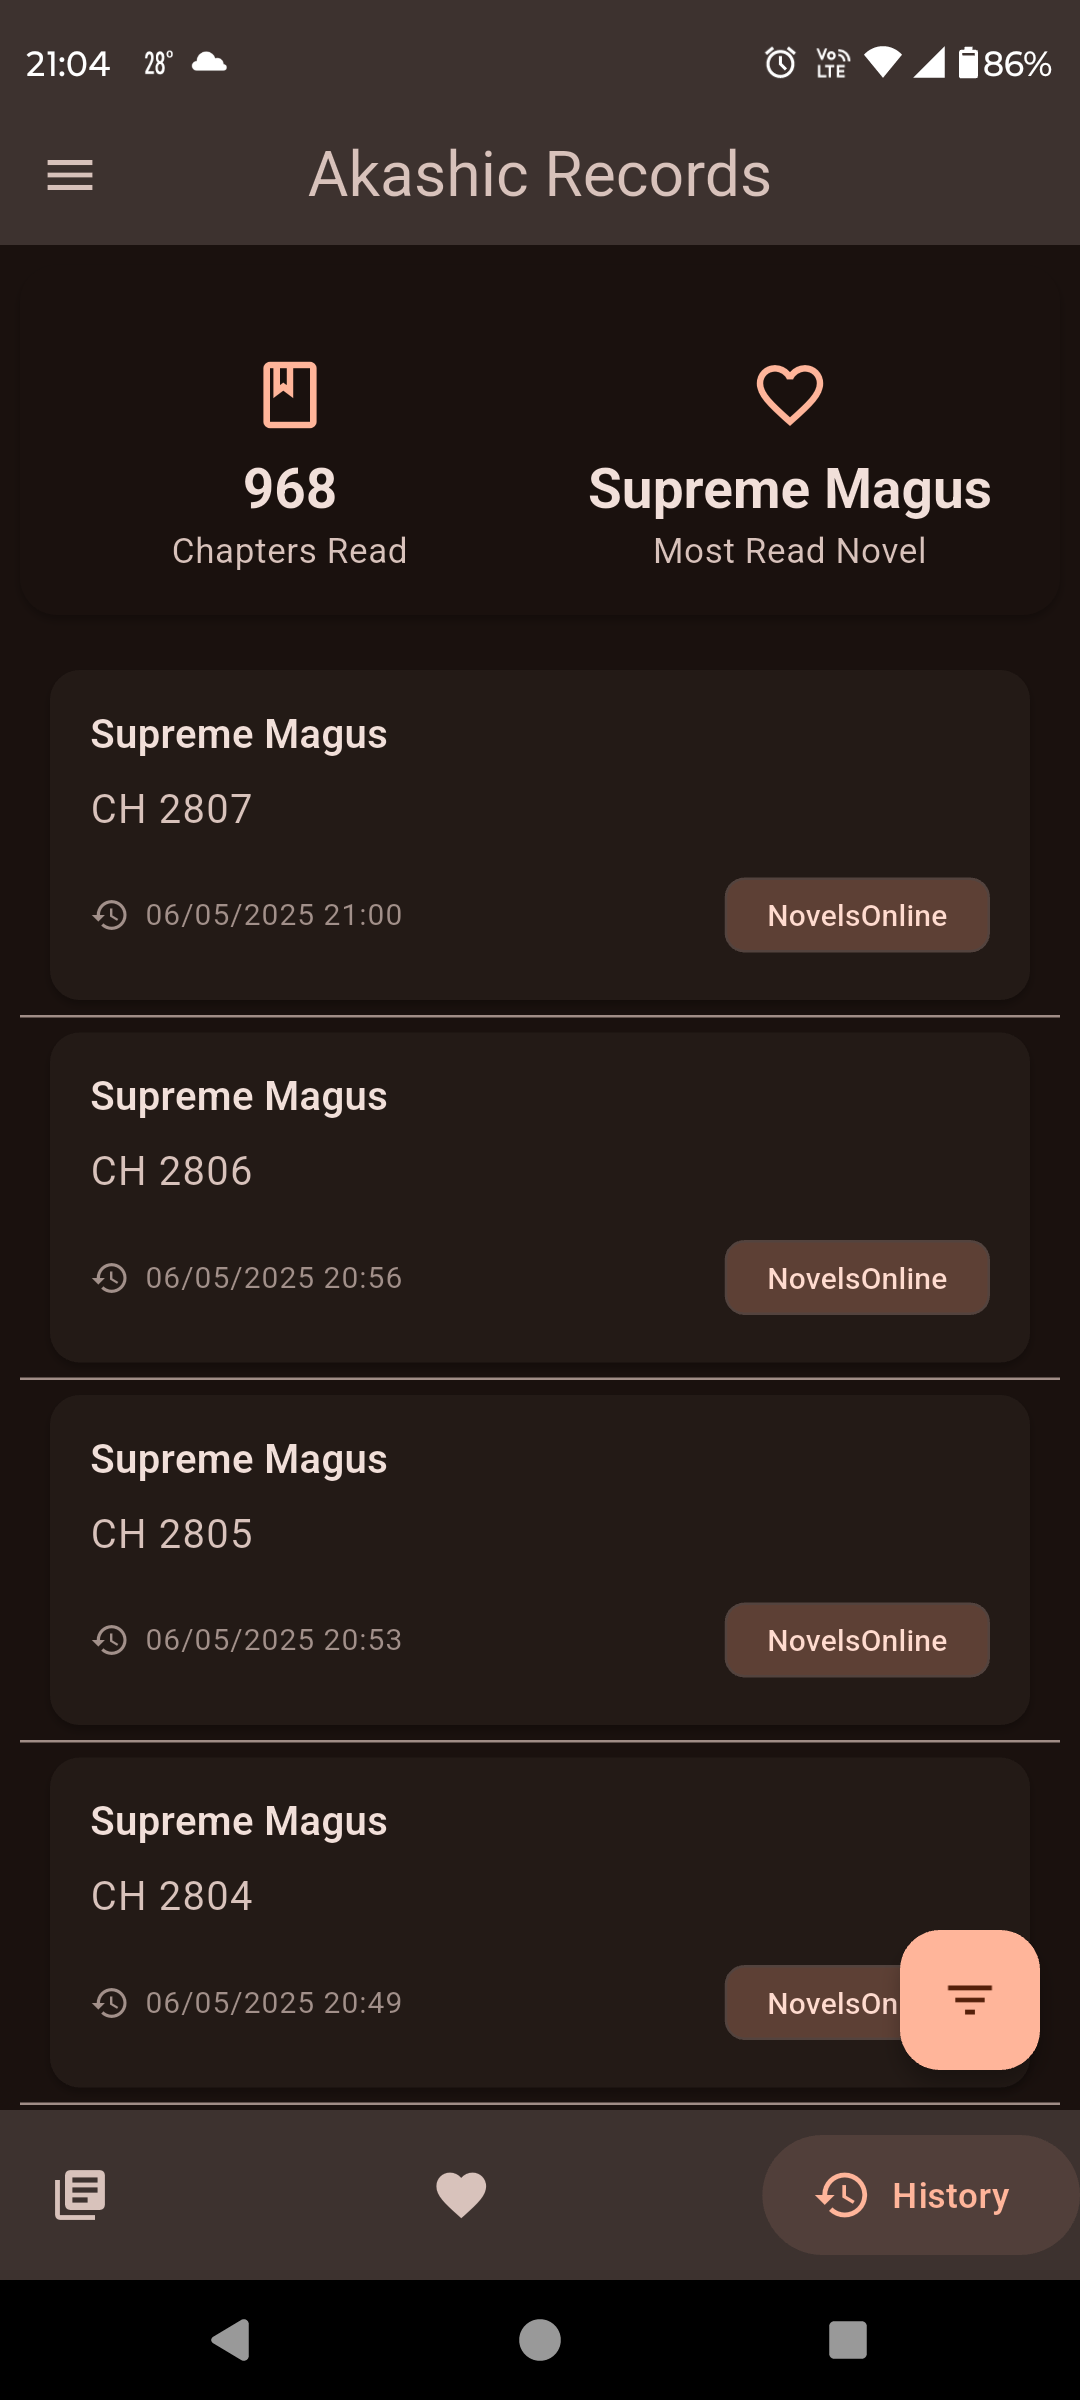 21:04 28° VoLTE 86%
Akashic Records
968
Chapters Read
Supreme Magus
Most Read Novel
Supreme Magus
CH 2807
06/05/2025 21:00 NovelsOnline
Supreme Magus
CH 2806
06/05/2025 20:56 NovelsOnline
Supreme Magus
CH 2805
06/05/2025 20:53 NovelsOnline
Supreme Magus
CH 2804
06/05/2025 20:49 NovelsOn
History